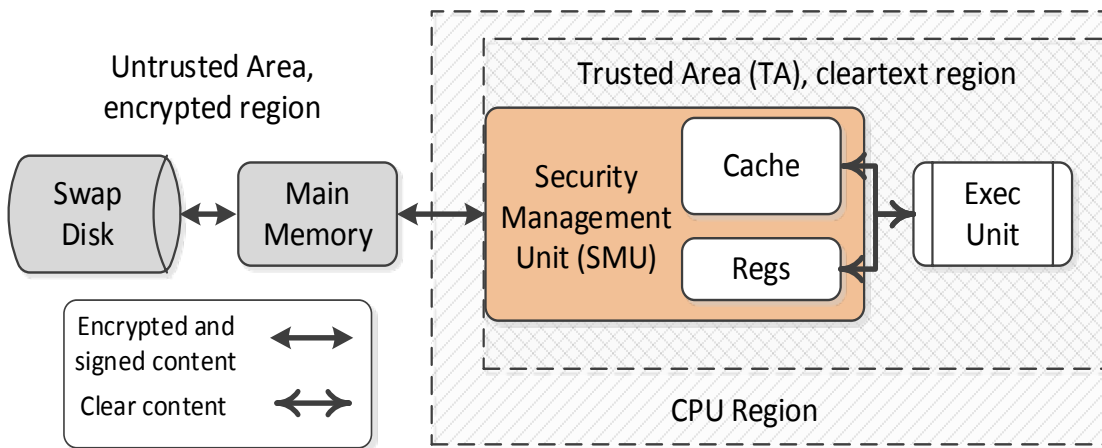 Untrusted Area,
encrypted region
Trusted Area (TA), cleartext region
Swap
Disk
Main
Memory
Security
Management
Unit (SMU)
Cache
Regs
Exec
Unit
Encrypted and
signed content
Clear content
CPU Region